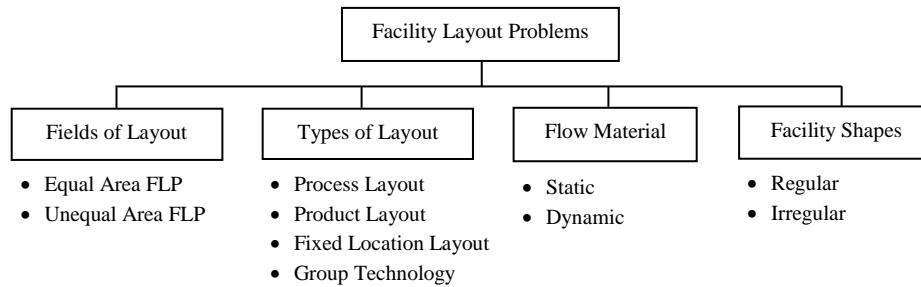 Facility Layout Problems
Fields of Layout
• Equal Area FLP
• Unequal Area FLP
Types of Layout
• Process Layout
• Product Layout
• Fixed Location Layout
• Group Technology
Flow Material
• Static
• Dynamic
Facility Shapes
• Regular
• Irregular